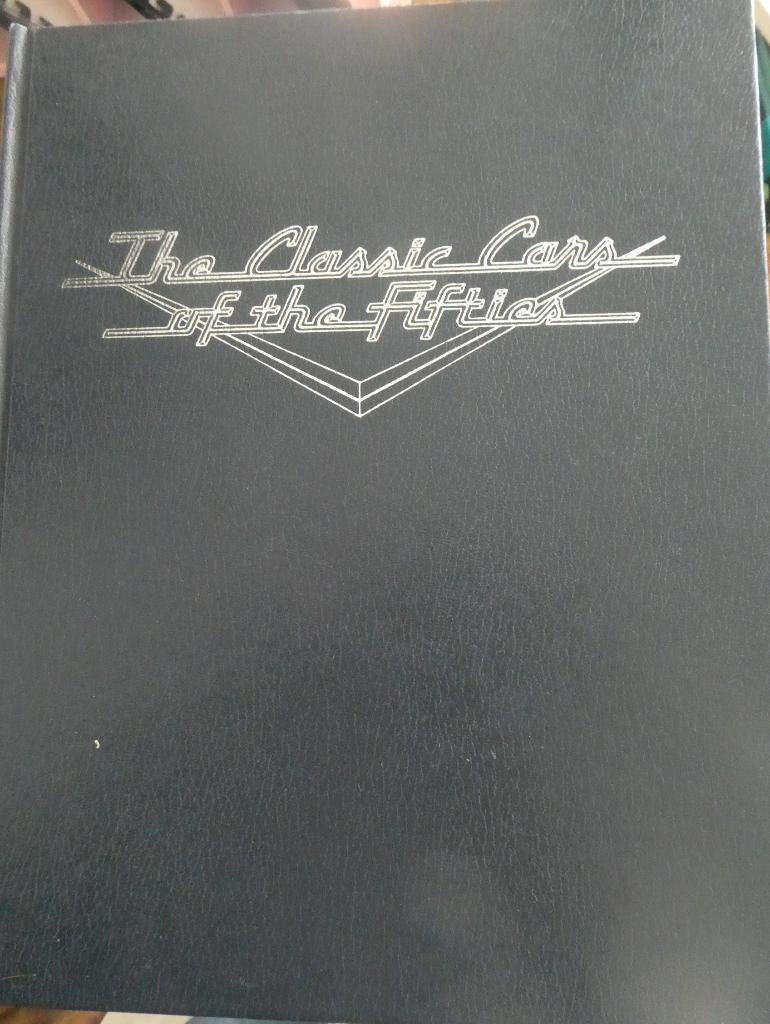 The Classic Cars
of the Fifties